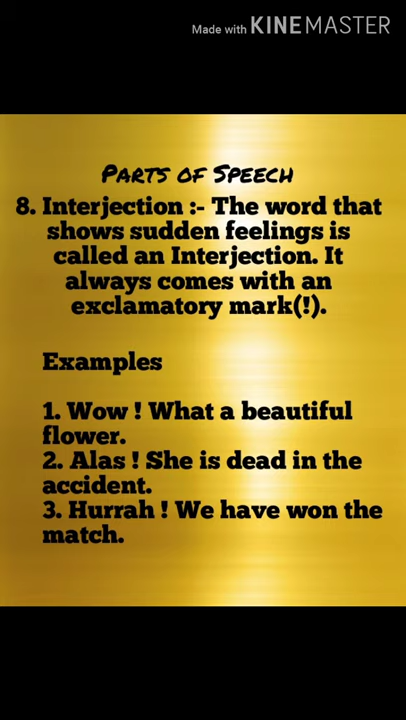 Made with KINEMASTER
Parts of Speech
8. Interjection :- The word that
shows sudden feelings is
called an Interjection. It
always comes with an
exclamatory mark(!).
Examples
1. Wow ! What a beautiful
flower.
2. Alas ! She is dead in the
accident.
3. Hurrah ! We have won the
match.